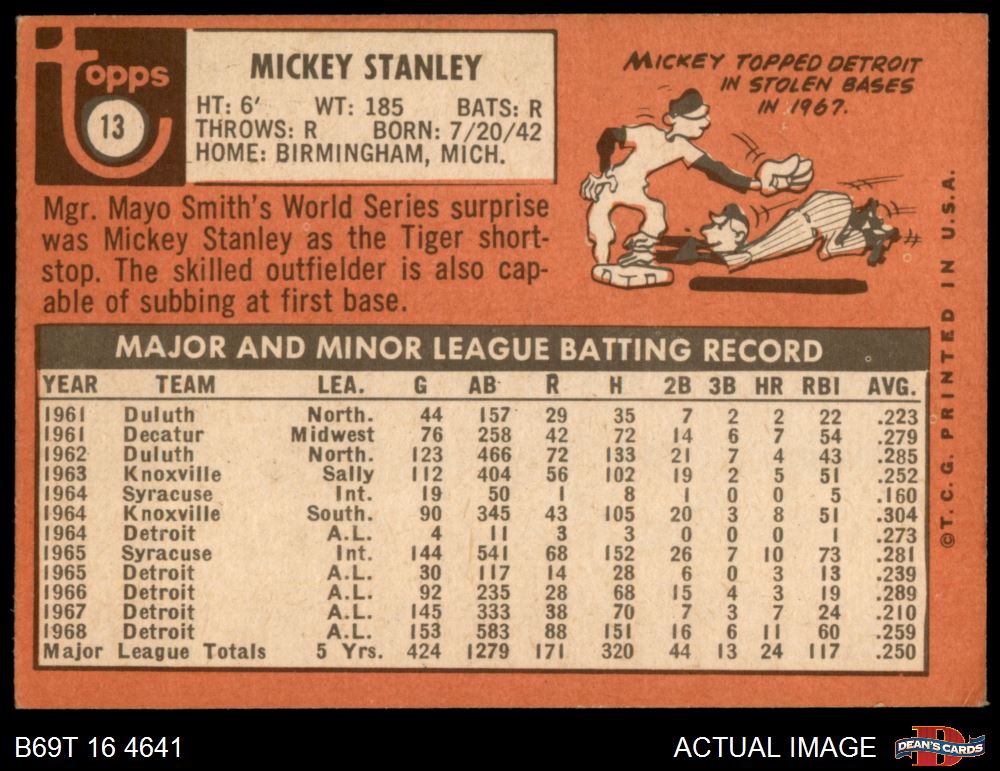 Topps
13
MICKEY STANLEY
HT: 6' WT: 185 BATS: R
THROWS: R BORN: 7/20/42
HOME: BIRMINGHAM, MICH.
MICKEY TOPPED DETROIT
IN STOLEN BASES
IN 1967.
Mgr. Mayo Smith's World Series surprise
was Mickey Stanley as the Tiger short-
stop. The skilled outfielder is also cap-
able of subbing at first base.
MAJOR AND MINOR LEAGUE BATTING RECORD
YEAR TEAM LEA. G AB R H 2B 3B HR RBI AVG.
1961 Duluth North. 44 157 29 35 7 2 2 22 .223
1961 Decatur Midwest 76 258 42 72 14 6 7 54 .279
1962 Duluth North. 123 466 72 133 21 7 4 43 .285
1963 Knoxville Sally 112 404 56 102 19 2 5 51 .252
1964 Syracuse Int. 19 50 1 8 1 0 0 5 .160
1964 Knoxville South. 90 345 43 105 20 3 8 51 .304
1964 Detroit A.L. 4 11 3 3 0 0 0 1 .273
1965 Syracuse Int. 144 541 68 152 26 7 10 73 .281
1965 Detroit A.L. 30 117 14 28 6 0 3 13 .239
1966 Detroit A.L. 92 235 28 68 15 4 3 19 .289
1967 Detroit A.L. 145 333 38 70 7 3 7 24 .210
1968 Detroit A.L. 153 583 88 151 16 6 11 60 .259
Major League Totals 5 Yrs. 424 1279 171 320 44 13 24 117 .250
© T. C. G. PRINTED IN U.S.A.
B69T 16 4641
ACTUAL IMAGE
DEAN'S CARDS